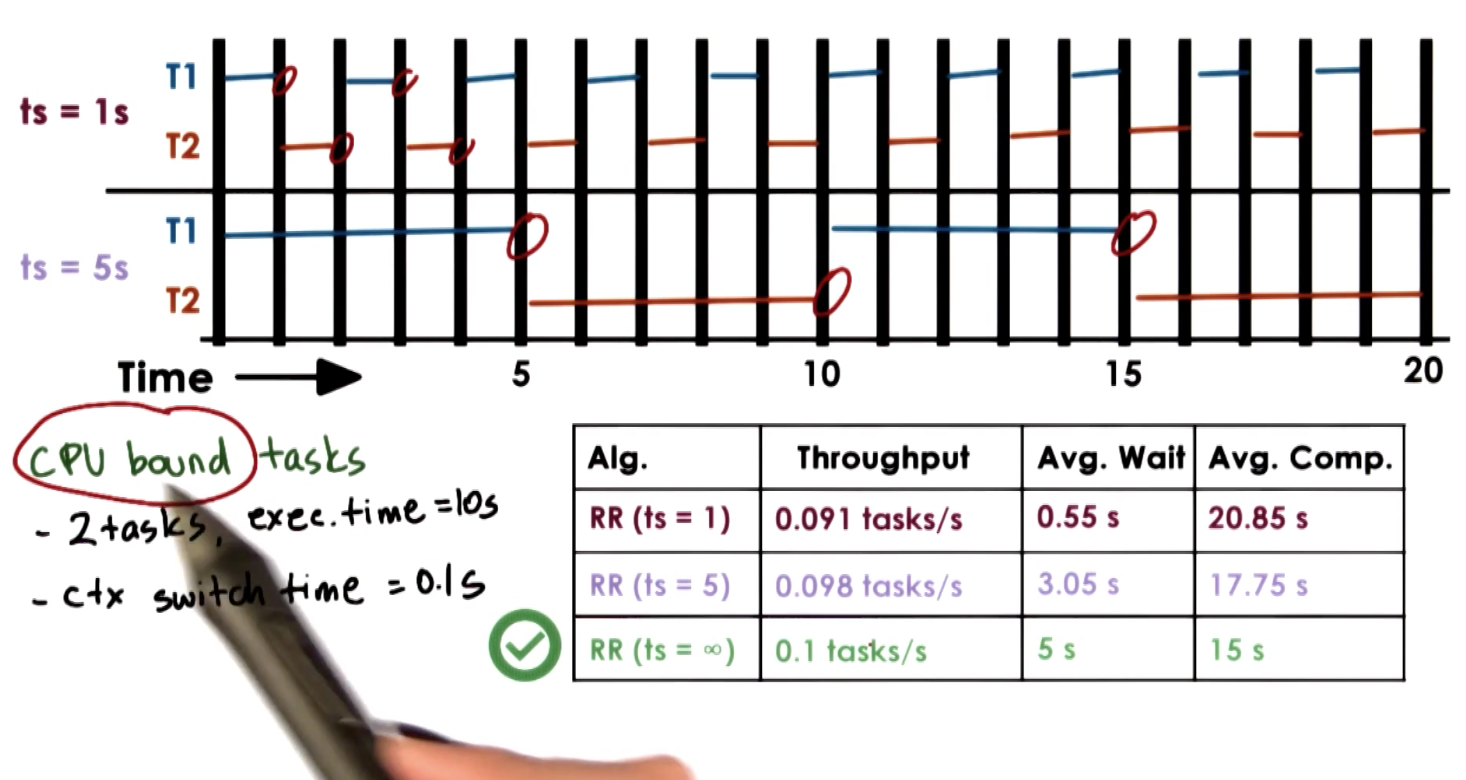 T1
ts = 1s
T2
T1
ts = 5s
T2
Time
5 10 15 20
CPU bound tasks
- 2 tasks, exec. time = 10s
- ctx switch time = 0.1s
Alg. Throughput Avg. Wait Avg. Comp.
RR (ts = 1) 0.091 tasks/s 0.55 s 20.85 s
RR (ts = 5) 0.098 tasks/s 3.05 s 17.75 s
RR (ts = ∞) 0.1 tasks/s 5 s 15 s